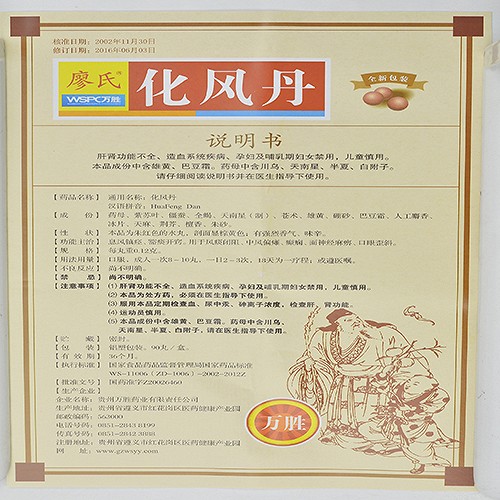 核准日期：2002年11月30日
修订日期：2016年06月03日
廖氏®
WSPC万胜
化风丹
全新包装
说明书
肝肾功能不全、造血系统疾病、孕妇及哺乳期妇女禁用，儿童慎用。
本品成份中含雄黄、巴豆霜，药母中含川乌、天南星、半夏、白附子。
请仔细阅读说明书并在医生指导下使用。
【药品名称】 通用名称：化风丹
汉语拼音：HuaFeng Dan
【成 份】 药母、紫苏叶、僵蚕、全蝎、天南星（制）、苍术、雄黄、硼砂、巴豆霜、人工麝香、
冰片、天麻、荆芥、檀香、朱砂。
【性 状】 本品为朱红色的水丸，剖面显棕黄色；有强烈香气，味辛。
【功能主治】 息风镇痉，豁痰开窍。用于风痰闭阻、中风偏瘫、癫痫、面神经麻痹、口眼歪斜。
【规 格】 每丸重0.12克。
【用法用量】 口服，成人一次8～10丸，一日2～3次，18天为一疗程；或遵医嘱。
【不良反应】 尚不明确。
【禁 忌】 尚不明确。
【注意事项】 (1) 肝肾功能不全、造血系统疾病、孕妇及哺乳期妇女禁用，儿童慎用。
(2) 本品为处方药，必须在医生指导下使用。
(3) 服用本品定期检查血、尿中汞、砷离子浓度，检查肝、肾功能。
(4) 运动员慎用。
(5) 本品成份中含雄黄、巴豆霜，药母中含川乌、
天南星、半夏、白附子，请在医生指导下使用。
【贮 藏】 密封。
【包 装】 铝塑包装。90丸／盒。
【有 效 期】 36个月。
【执行标准】 国家食品药品监督管理局国家药品标准
WS-11006（ZD-1006）-2002-2012Z
【批准文号】 国药准字Z20026460
【生产企业】
企业名称：贵州万胜药业有限责任公司
生产地址：贵州省遵义市红花岗区医药健康产业园
邮政编码：563000
电话号码：0851-2843 8199
传真号码：0851-2842 3888
注册地址：贵州省遵义市红花岗区医药健康产业园
网 址：www.gzwsyy.com
万胜